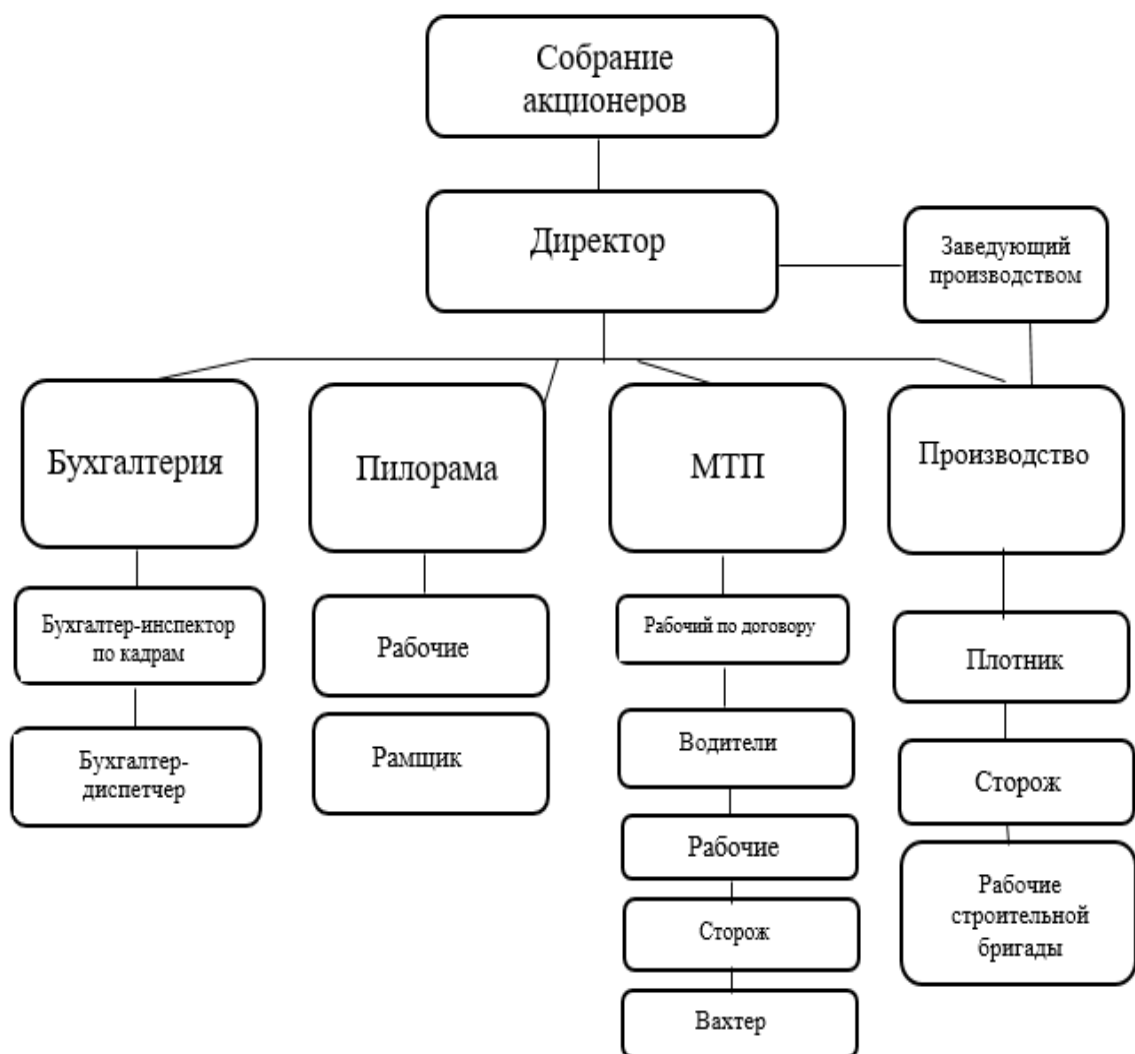 Собрание
акционеров
Директор
Заведующий
производством
Бухгалтерия
Пилорама
МТП
Производство
Бухгалтер-инспектор
по кадрам
Рабочие
Рабочий по договору
Плотник
Бухгалтер-
диспетчер
Рамщик
Водители
Сторож
Рабочие
Рабочие
строительной
бригады
Сторож
Вахтер